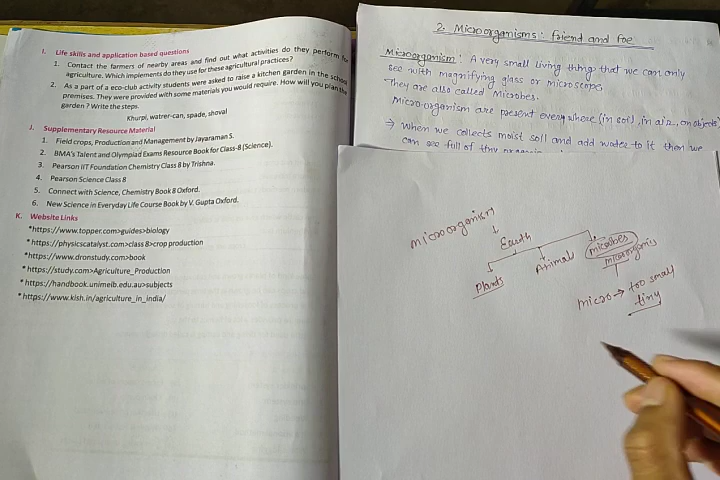 I. Life skills and application based questions
1. Contact the farmers of nearby areas and find out what activities do they perform for
agriculture. Which implements do they use for these agricultural practices?
2. As a part of a eco-club activity students were asked to raise a kitchen garden in the school
premises. They were provided with some materials you would require. How will you plan the
garden ? Write the steps.
Khurpi, watrer-can, spade, shoval
J. Supplementary Resource Material
1. Field crops, Production and Management by Jayaraman S.
2. BMA's Talent and Olympiad Exams Resource Book for Class-8 (Science).
3. Pearson IIT Foundation Chemistry Class 8 by Trishna.
4. Pearson Science Class 8
5. Connect with Science, Chemistry Book 8 Oxford.
6. New Science in Everyday Life Course Book by V. Gupta Oxford.
K. Website Links
*https://www.topper.com>guides>biology
*https://physicscatalyst.com>class 8>crop production
*https://www.dronstudy.com>book
*https://study.com>Agriculture_Production
*https://handbook.unimeib.edu.au>subjects
*https://www.kish.in/agriculture_in_india/
2. Microorganisms: friend and foe
Microorganism: A very small living things that we can only
see with magnifying glass or microscope,
They are also called Microbes.
Micro-organism are present everywhere (in soil, in air, on objects)
→ When we collects moist soil and add water to it then we
can see full of tiny
microorganism
↓
Earth
Plants
Animal
microbes
microorganis
micro → too small
tiny